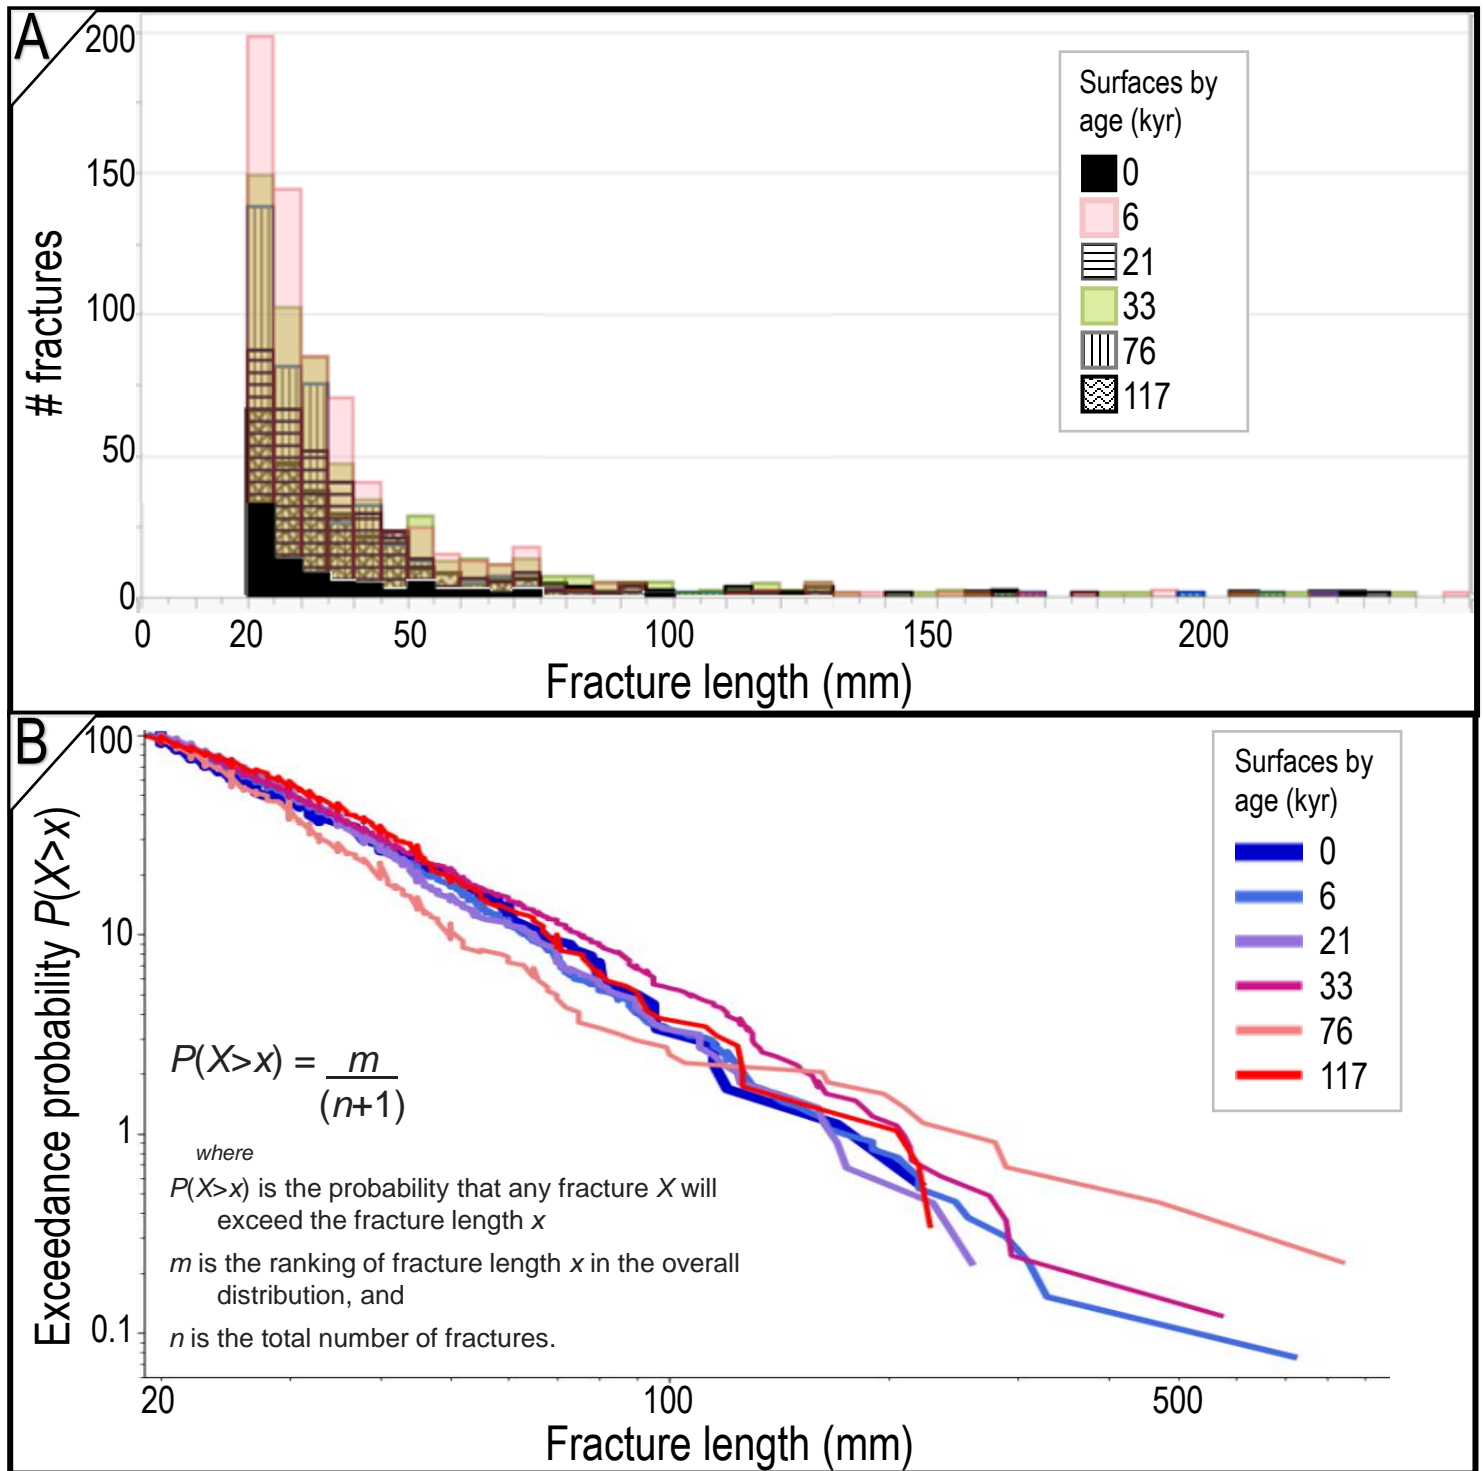 A
200
150
100
50
0
# fractures
0 20 50 100 150 200
Fracture length (mm)
Surfaces by
age (kyr)
0
6
21
33
76
117
B
100
10
1
0.1
Exceedance probability P(X>x)
P(X>x) = m
(n+1)
where
P(X>x) is the probability that any fracture X will
exceed the fracture length x
m is the ranking of fracture length x in the overall
distribution, and
n is the total number of fractures.
20 100 500
Fracture length (mm)
Surfaces by
age (kyr)
0
6
21
33
76
117